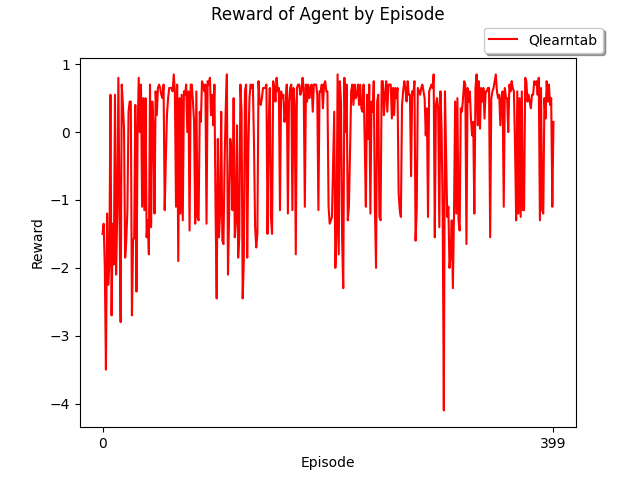 Reward of Agent by Episode
Qlearntab
1
0
−1
−2
−3
−4
Reward
0
399
Episode